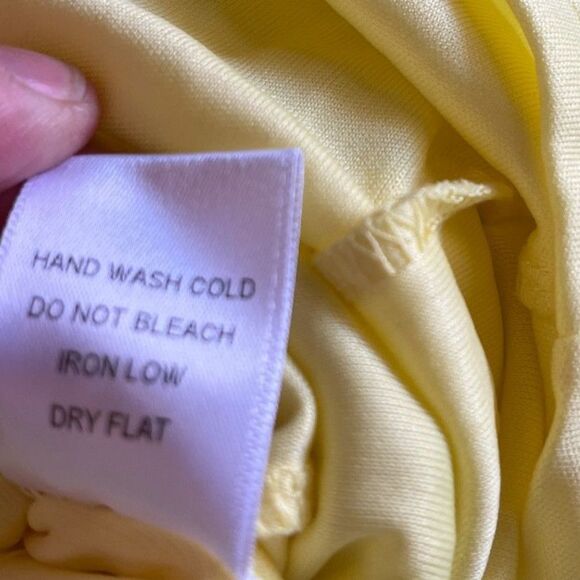 HAND WASH COLD
DO NOT BLEACH
IRON LOW
DRY FLAT